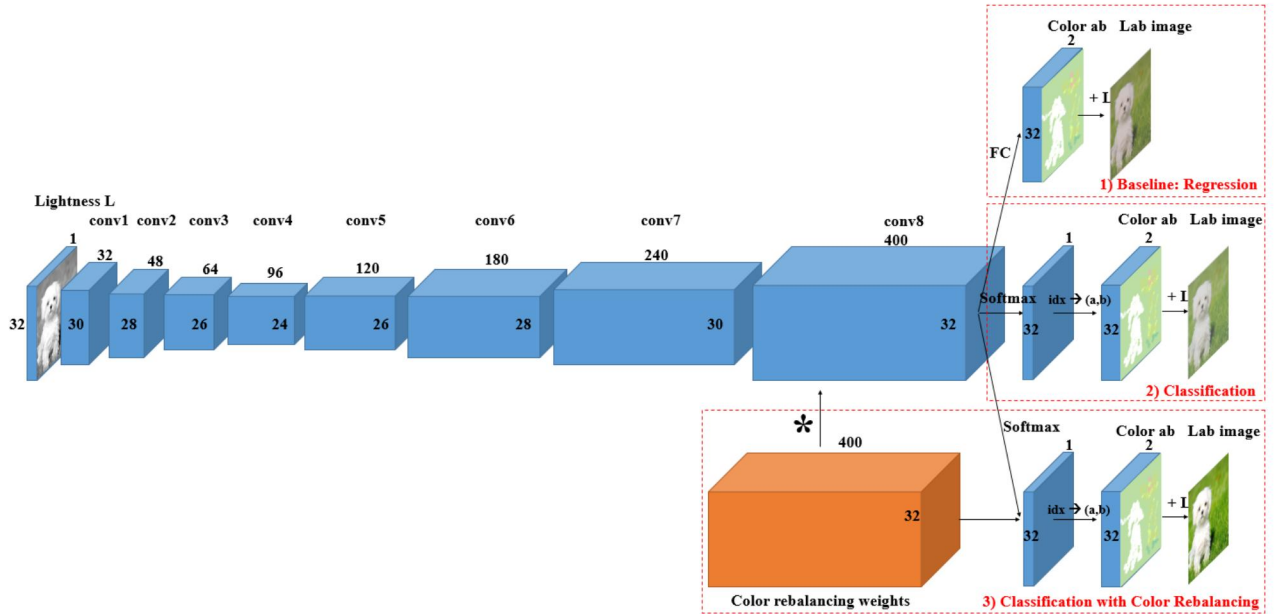 Color ab Lab image
2
+ L
32
FC
1) Baseline: Regression
Lightness L
conv1 conv2 conv3 conv4 conv5 conv6 conv7 conv8
1 32 48 64 96 120 180 240 400
32 30 28 26 24 26 28 30 32
Color ab Lab image
1 2
Softmax idx → (a,b) + L
32 32
2) Classification
*
400
32
Color rebalancing weights
Softmax
Color ab Lab image
1 2
idx → (a,b) + L
32 32
3) Classification with Color Rebalancing